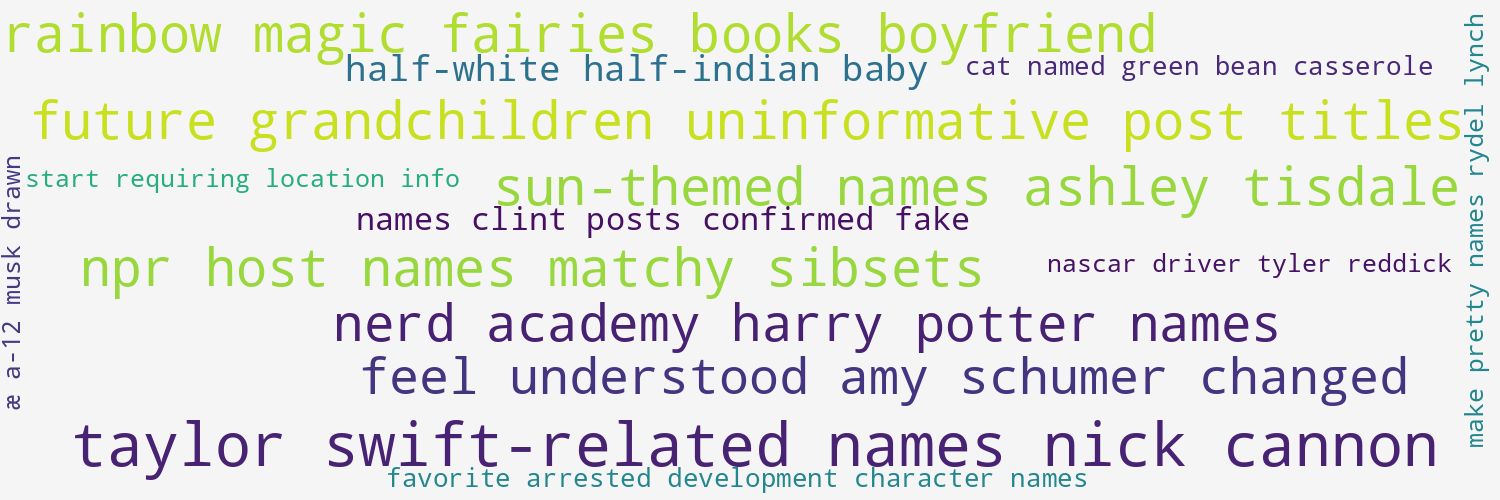 rainbow magic fairies books boyfriend
half-white half-indian baby
cat named green bean casserole
future grandchildren uninformative post titles
start requiring location info
sun-themed names ashley tisdale
names clint posts confirmed fake
npr host names matchy sibsets
nascar driver tyler reddick
nerd academy harry potter names
feel understood amy schumer changed
taylor swift-related names nick cannon
favorite arrested development character names
æ a-12 musk drawn
make pretty names rydel lynch